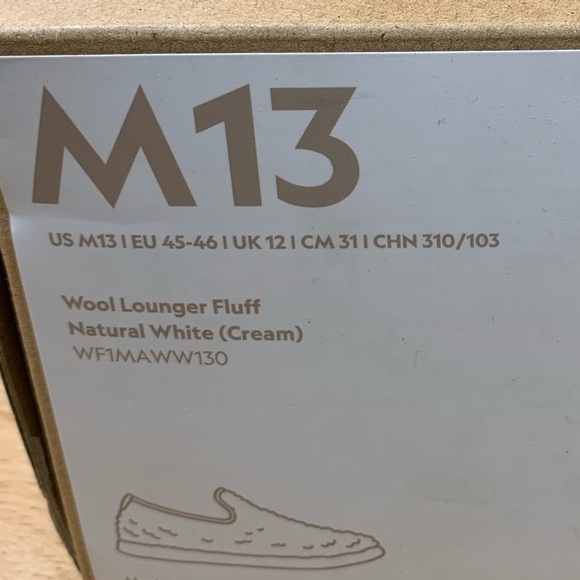 M13
US M13 I EU 45-46 I UK 12 I CM 31 I CHN 310/103
Wool Lounger Fluff
Natural White (Cream)
WF1MAWW130